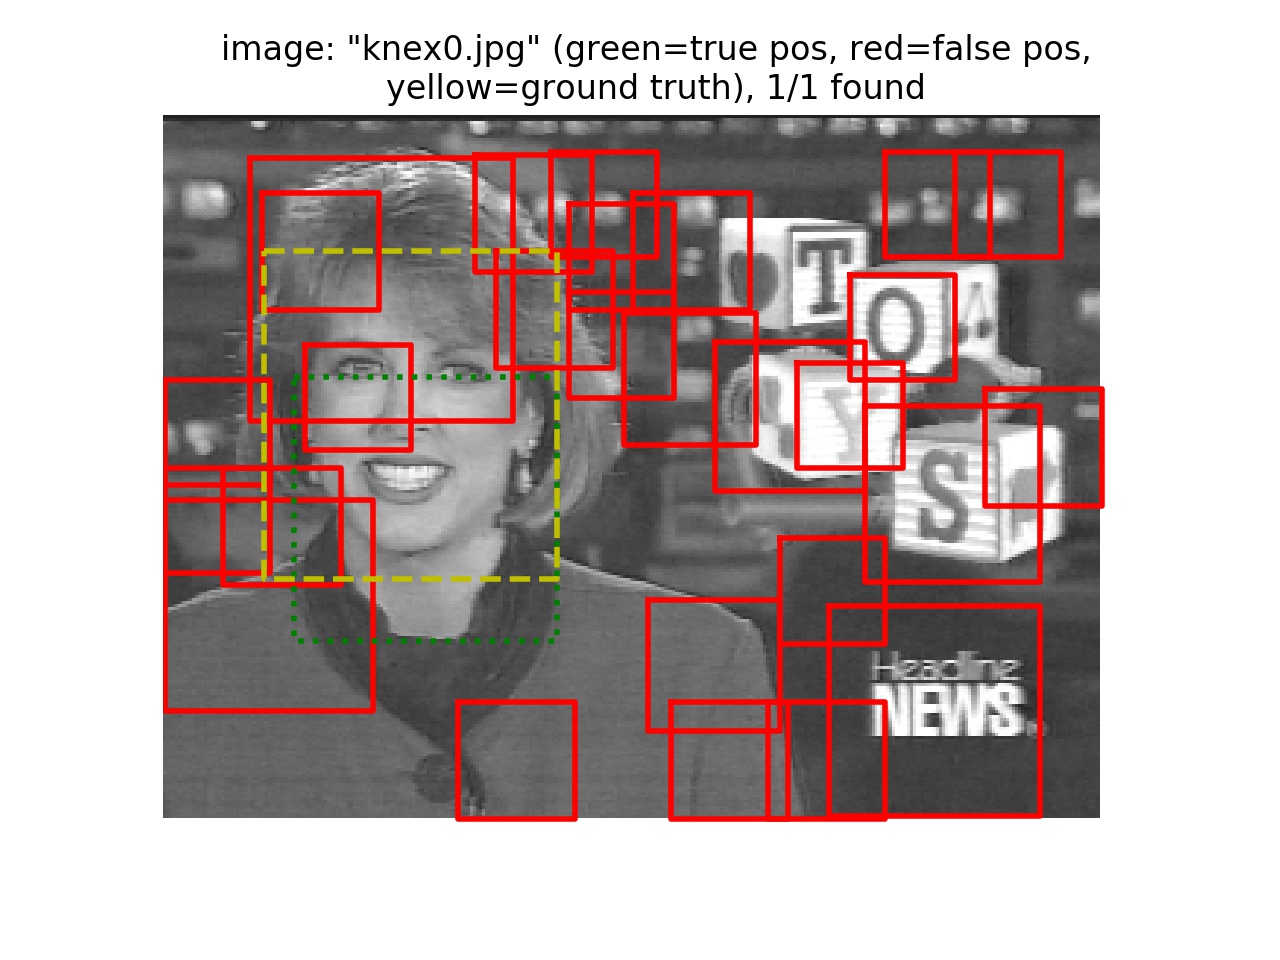 image: "knex0.jpg" (green=true pos, red=false pos,
yellow=ground truth), 1/1 found
T
O
Y
S
Headline
NEWS